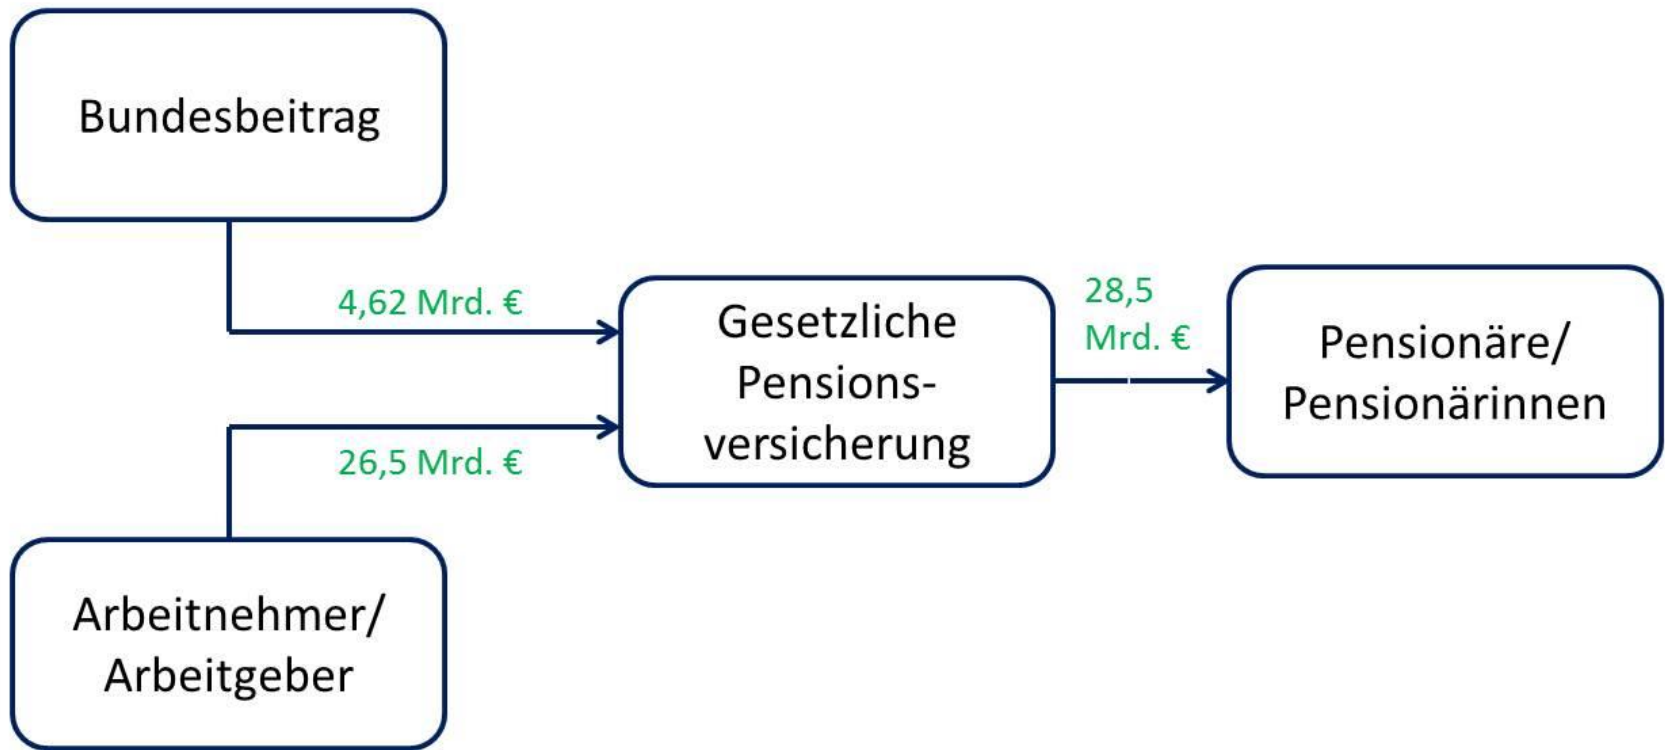 Bundesbeitrag
4,62 Mrd. €
26,5 Mrd. €
Arbeitnehmer/
Arbeitgeber
Gesetzliche
Pensions-
versicherung
28,5
Mrd. €
Pensionäre/
Pensionärinnen